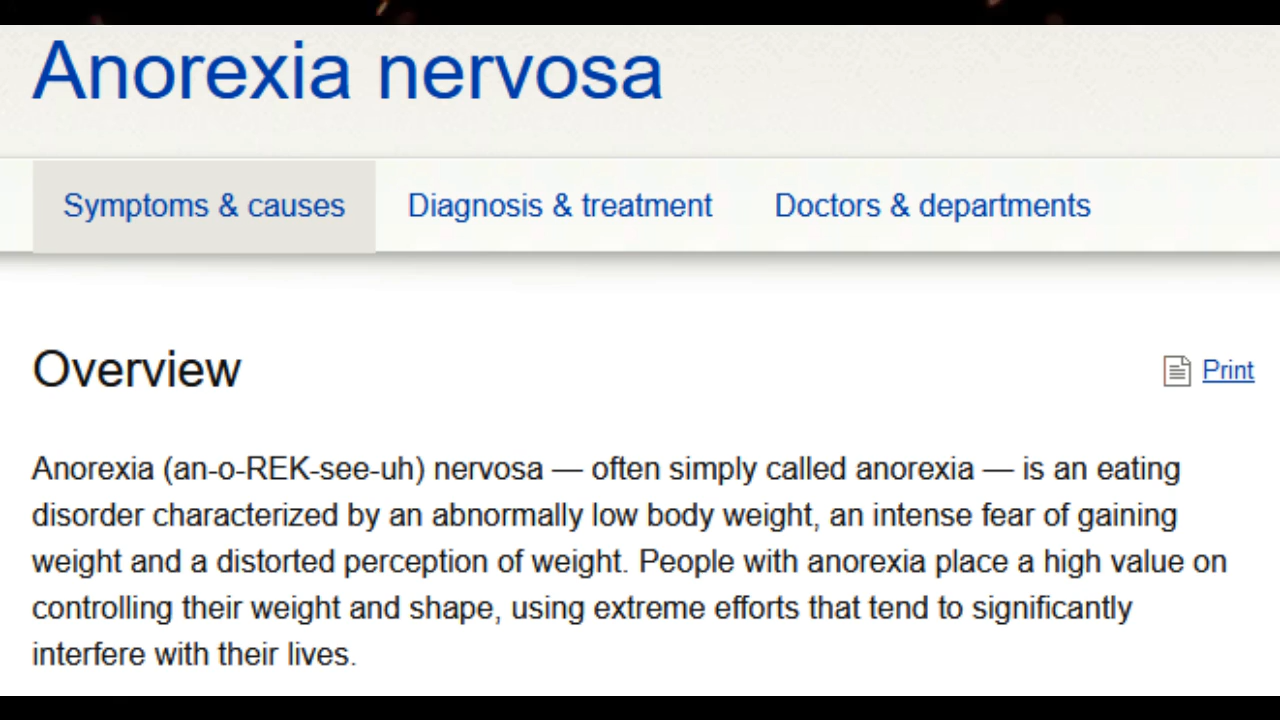 Anorexia nervosa
Symptoms & causes Diagnosis & treatment Doctors & departments
Overview
Print
Anorexia (an-o-REK-see-uh) nervosa — often simply called anorexia — is an eating
disorder characterized by an abnormally low body weight, an intense fear of gaining
weight and a distorted perception of weight. People with anorexia place a high value on
controlling their weight and shape, using extreme efforts that tend to significantly
interfere with their lives.